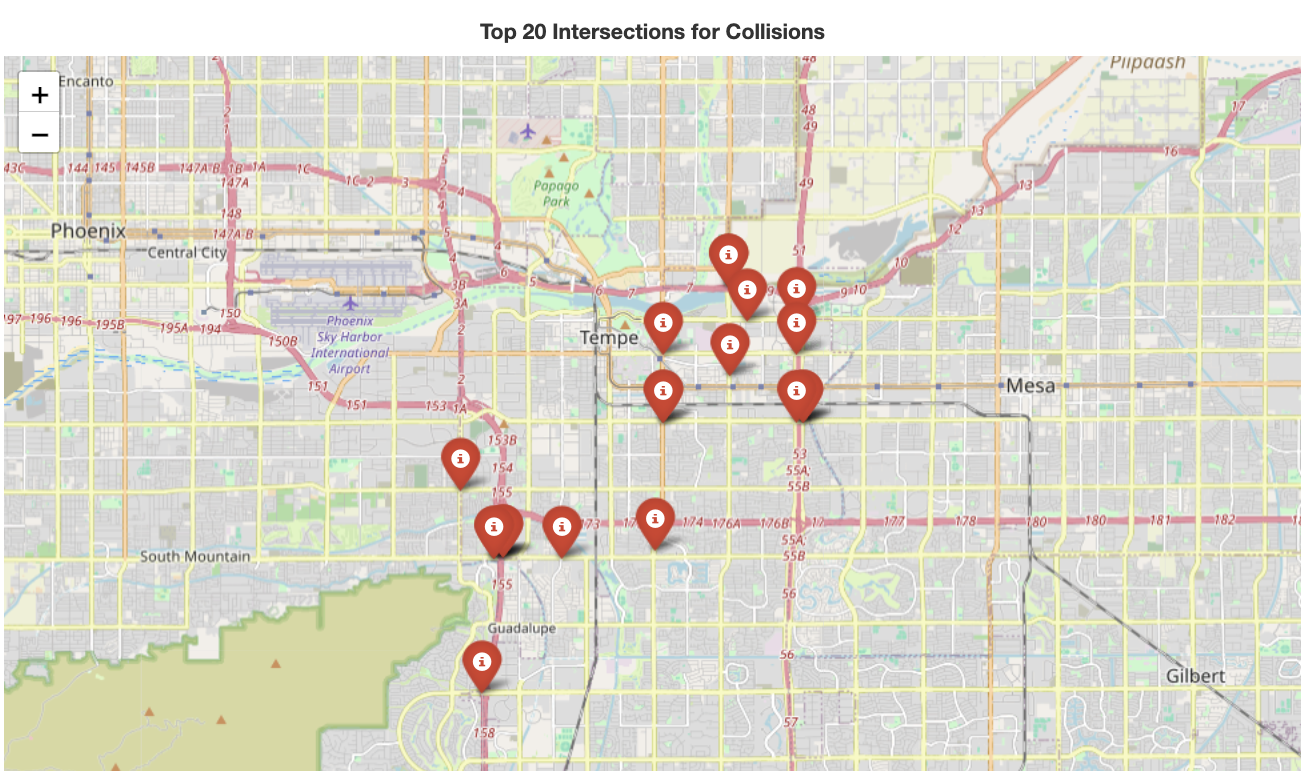 Top 20 Intersections for Collisions
+
−
Encanto
Piipaash
48
2
1
48
49
17
43C 144 145 145B 147A B 1B 1A 1C 1C 2 3 2 4
5
16
147A
49
13
Papago
Park
4
148
13
Phoenix
147A B
5
12
Central City
4
51
10
4
6
5
3B
6
7
7
9
9 10
3A
150
197 196 196 195B 195A 194
Phoenix
Sky Harbor
International
Airport
2
150B
Tempe
2
151
Mesa
151
153
1A
153B
154
53
55A;
55B
155
173
174
176A
176B
17
177
178
180
180
181
182
55A;
55B
South Mountain
155
56
Guadalupe
56
Gilbert
57
158